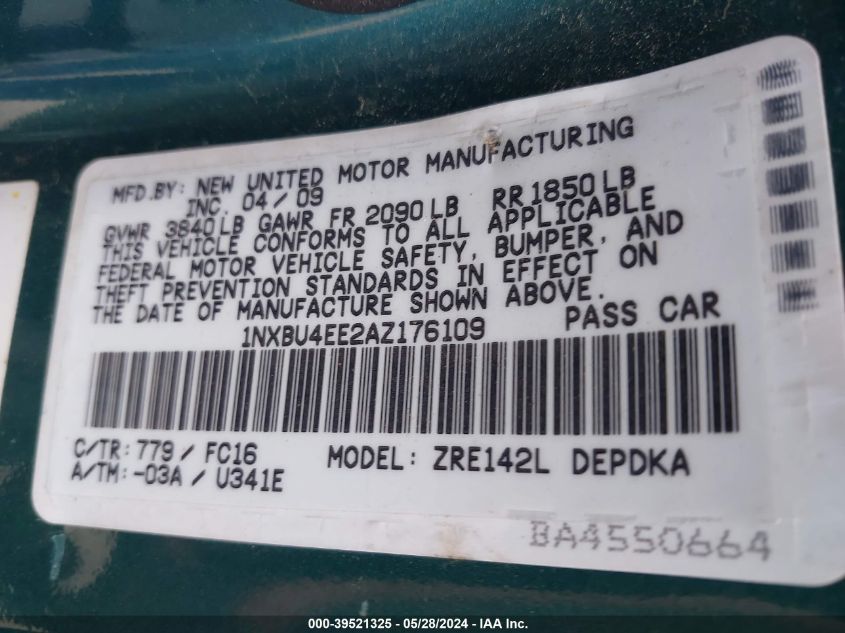 MFD.BY: NEW UNITED MOTOR MANUFACTURING
INC. 04/09
GVWR 3840 LB GAWR FR 2090 LB RR 1850 LB
THIS VEHICLE CONFORMS TO ALL APPLICABLE
FEDERAL MOTOR VEHICLE SAFETY, BUMPER, AND
THEFT PREVENTION STANDARDS IN EFFECT ON
THE DATE OF MANUFACTURE SHOWN ABOVE.
1NXBU4EE2AZ176109 PASS CAR
C/TR: 779 / FC16 MODEL: ZRE142L DEPDKA
A/TM: -03A / U341E
BA4550664
000-39521325 - 05/28/2024 - IAA Inc.